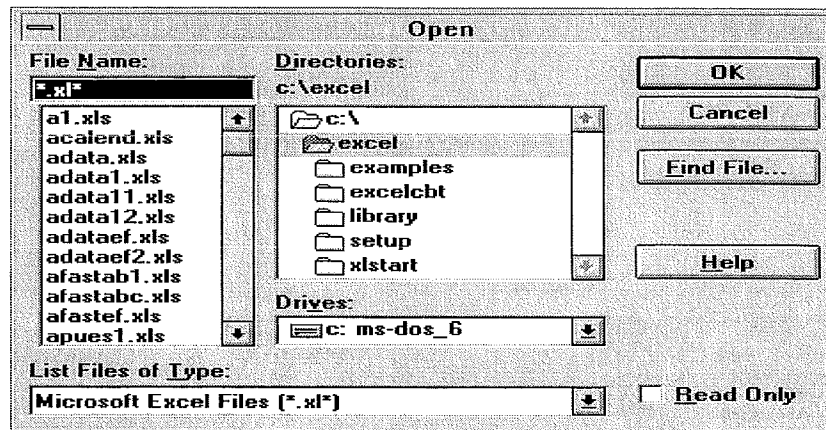 Open
File Name:
*.xl*
a1.xls
acalend.xls
adata.xls
adata1.xls
adata11.xls
adata12.xls
adataef.xls
adataef2.xls
afastab1.xls
afastabc.xls
afastef.xls
apues1.xls
Directories:
c:\excel
c:\
excel
examples
excelcbt
library
setup
xlstart
Drives:
c: ms-dos_6
List Files of Type:
Microsoft Excel Files (*.xl*)
OK
Cancel
Find File...
Help
Read Only